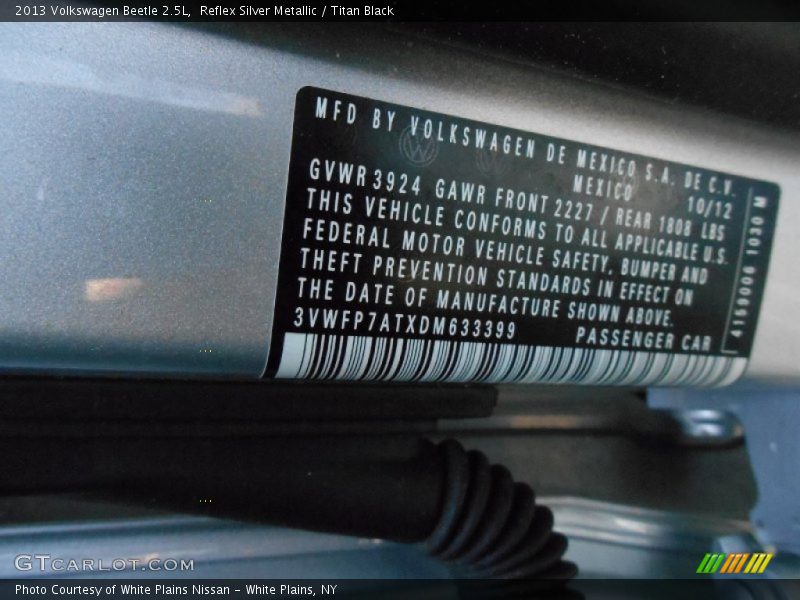 2013 Volkswagen Beetle 2.5L, Reflex Silver Metallic / Titan Black
MFD BY VOLKSWAGEN DE MEXICO S.A. DE C.V.
MEXICO 10/12
GVWR 3924 GAWR FRONT 2227 / REAR 1808 LBS
THIS VEHICLE CONFORMS TO ALL APPLICABLE U.S.
FEDERAL MOTOR VEHICLE SAFETY, BUMPER AND
THEFT PREVENTION STANDARDS IN EFFECT ON
THE DATE OF MANUFACTURE SHOWN ABOVE.
3VWFP7ATXDM633399 PASSENGER CAR
4169006 1030 M
GTCARLOT.COM
Photo Courtesy of White Plains Nissan - White Plains, NY